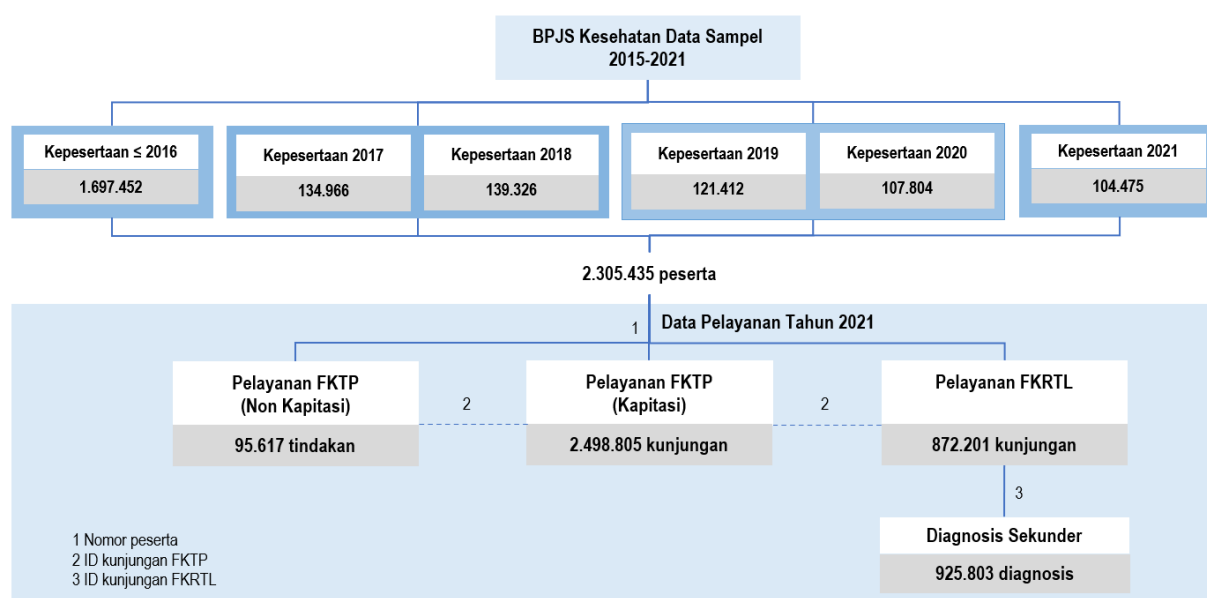 BPJS Kesehatan Data Sampel
2015-2021
Kepesertaan ≤ 2016
1.697.452
Kepesertaan 2017
134.966
Kepesertaan 2018
139.326
Kepesertaan 2019
121.412
Kepesertaan 2020
107.804
Kepesertaan 2021
104.475
2.305.435 peserta
1
Data Pelayanan Tahun 2021
Pelayanan FKTP
(Non Kapitasi)
95.617 tindakan
2
Pelayanan FKTP
(Kapitasi)
2.498.805 kunjungan
2
Pelayanan FKRTL
872.201 kunjungan
3
Diagnosis Sekunder
925.803 diagnosis
1 Nomor peserta
2 ID kunjungan FKTP
3 ID kunjungan FKRTL